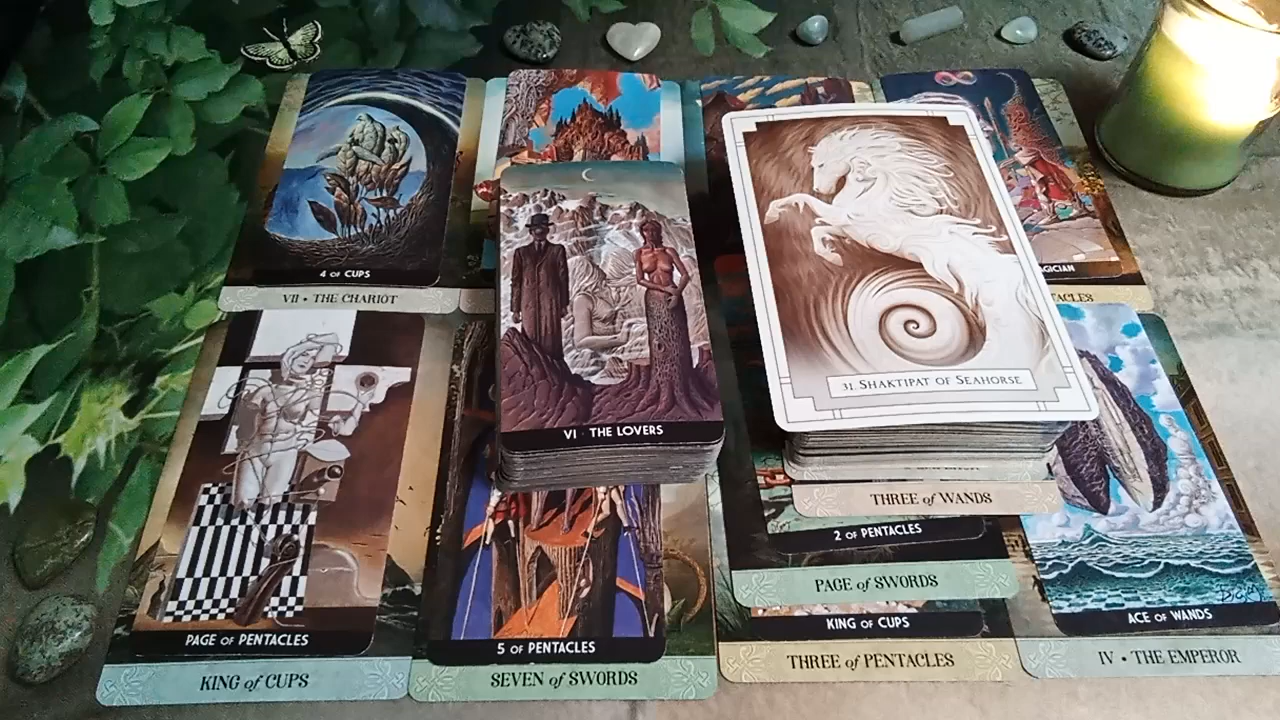 4 OF CUPS
VII • THE CHARIOT
VI • THE LOVERS
31. SHAKTIPAT OF SEAHORSE
THREE of WANDS
2 OF PENTACLES
PAGE of SWORDS
KING OF CUPS
THREE of PENTACLES
PAGE OF PENTACLES
KING of CUPS
5 OF PENTACLES
SEVEN of SWORDS
ACE OF WANDS
IV • THE EMPEROR